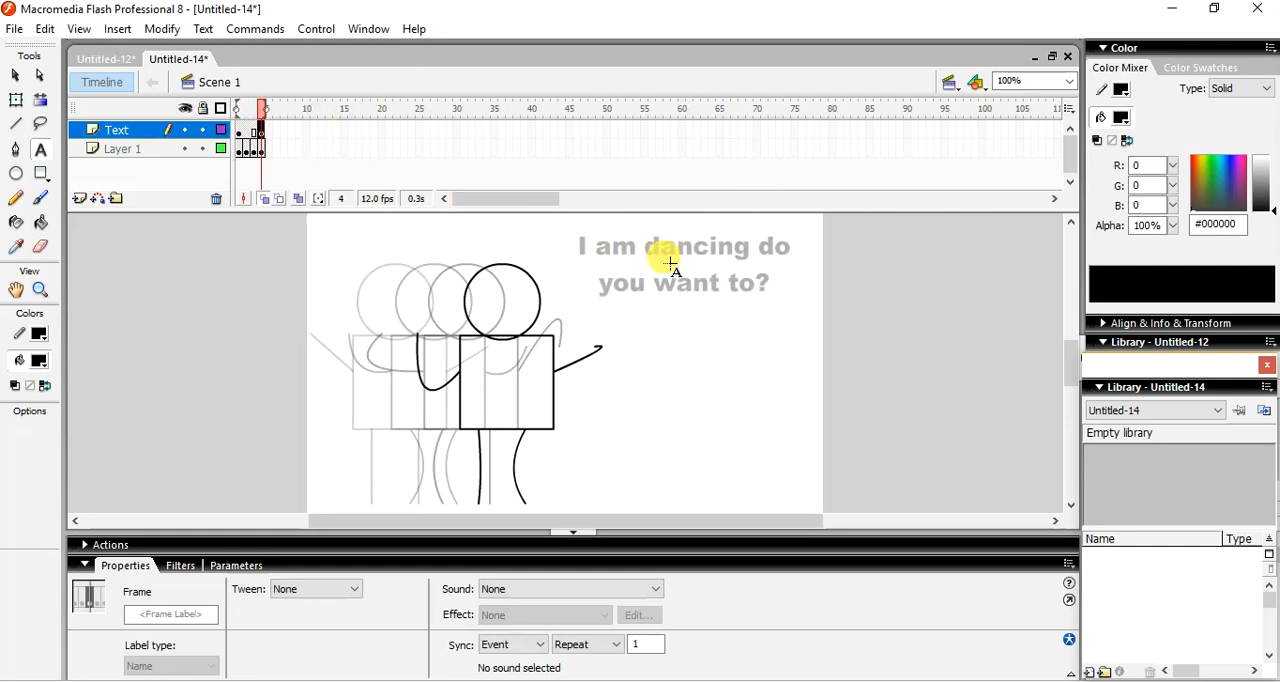 Macromedia Flash Professional 8 - [Untitled-14*]
File Edit View Insert Modify Text Commands Control Window Help
Tools
Untitled-12* Untitled-14*
Timeline Scene 1 100%
5 10 15 20 25 30 35 40 45 50 55 60 65 70 75 80 85 90 95 100 105 11
Text
Layer 1
4 12.0 fps 0.3s
View
Colors
Options
I am dancing do
you want to?
A
Color
Color Mixer Color Swatches
Type: Solid
R: 0
G: 0
B: 0
Alpha: 100% #000000
Align & Info & Transform
Library - Untitled-12
Library - Untitled-14
Untitled-14
Empty library
Name Type
Actions
Properties Filters Parameters
Frame
<Frame Label>
Label type:
Name
Tween: None
Sound: None
Effect: None Edit...
Sync: Event Repeat 1
No sound selected